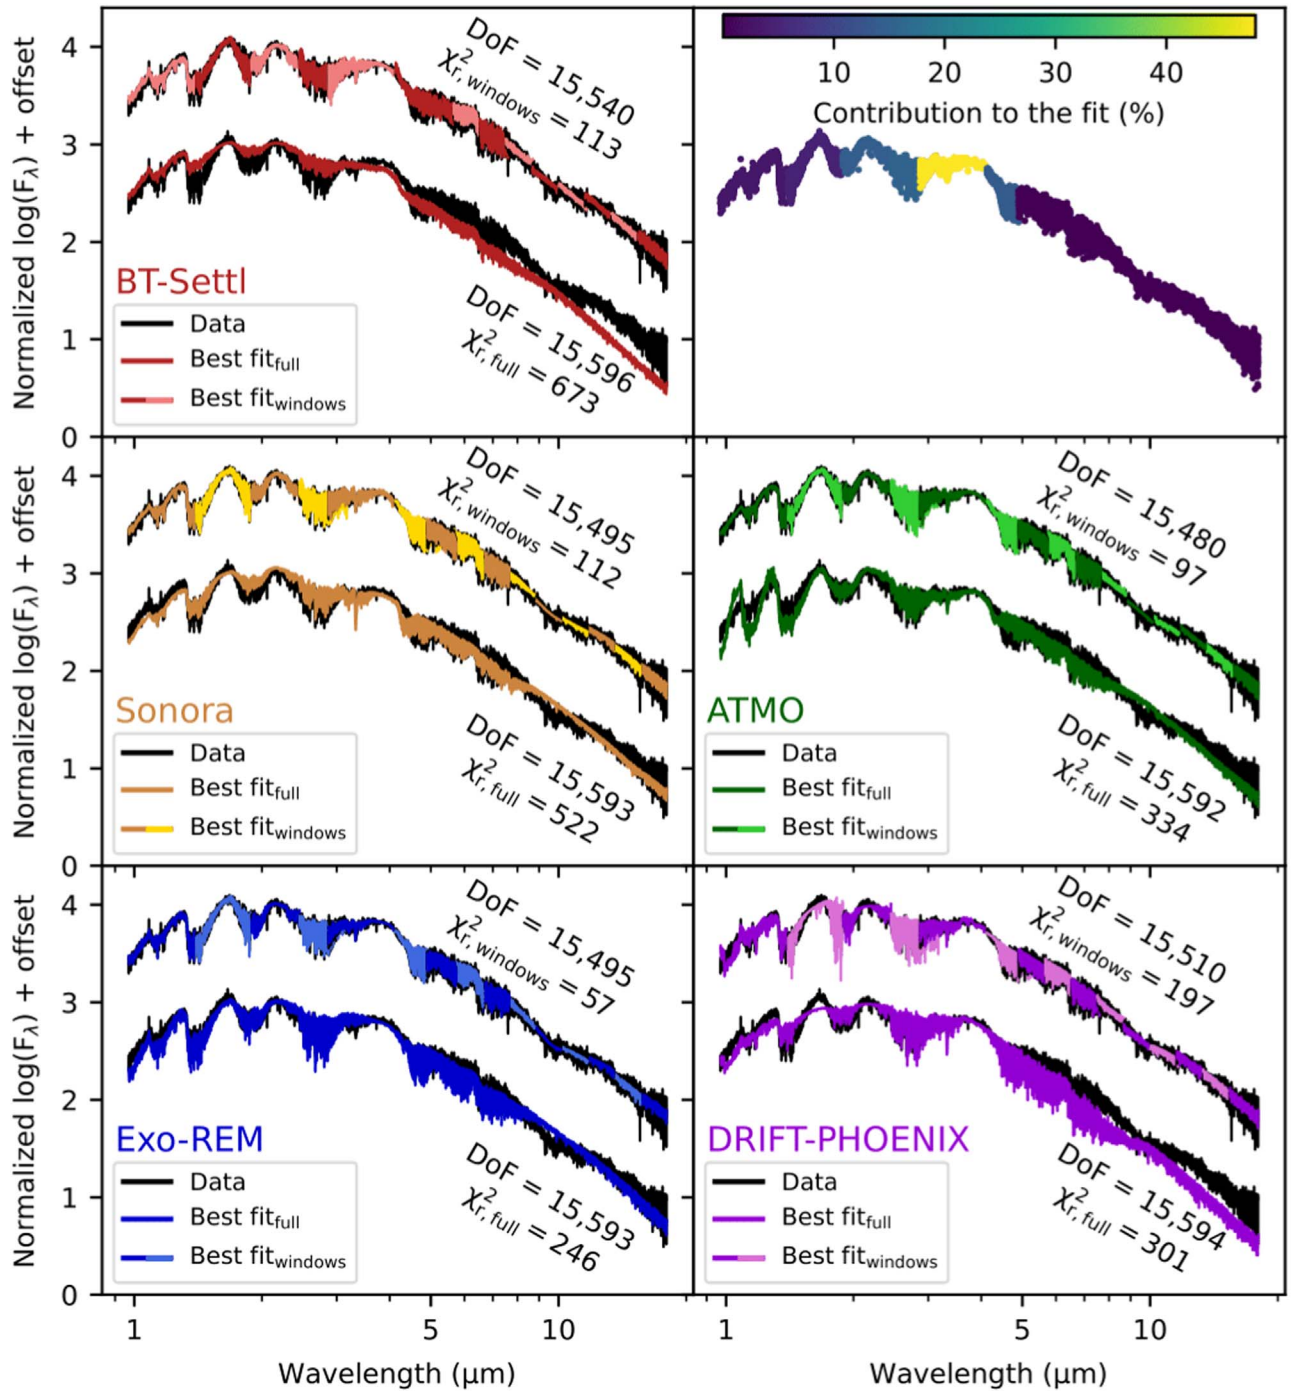 Normalized log(Fλ) + offset
4
3
2
1
0
DoF = 15,540
χ²r, windows = 113
BT-Settl
Data
Best fitfull
Best fitwindows
DoF = 15,596
χ²r, full = 673
10 20 30 40
Contribution to the fit (%)
Normalized log(Fλ) + offset
4
3
2
1
0
DoF = 15,495
χ²r, windows = 112
Sonora
Data
Best fitfull
Best fitwindows
DoF = 15,593
χ²r, full = 522
DoF = 15,480
χ²r, windows = 97
ATMO
Data
Best fitfull
Best fitwindows
DoF = 15,592
χ²r, full = 334
Normalized log(Fλ) + offset
4
3
2
1
0
DoF = 15,495
χ²r, windows = 57
Exo-REM
Data
Best fitfull
Best fitwindows
DoF = 15,593
χ²r, full = 246
1 5 10
Wavelength (μm)
DoF = 15,510
χ²r, windows = 197
DRIFT-PHOENIX
Data
Best fitfull
Best fitwindows
DoF = 15,594
χ²r, full = 301
1 5 10
Wavelength (μm)